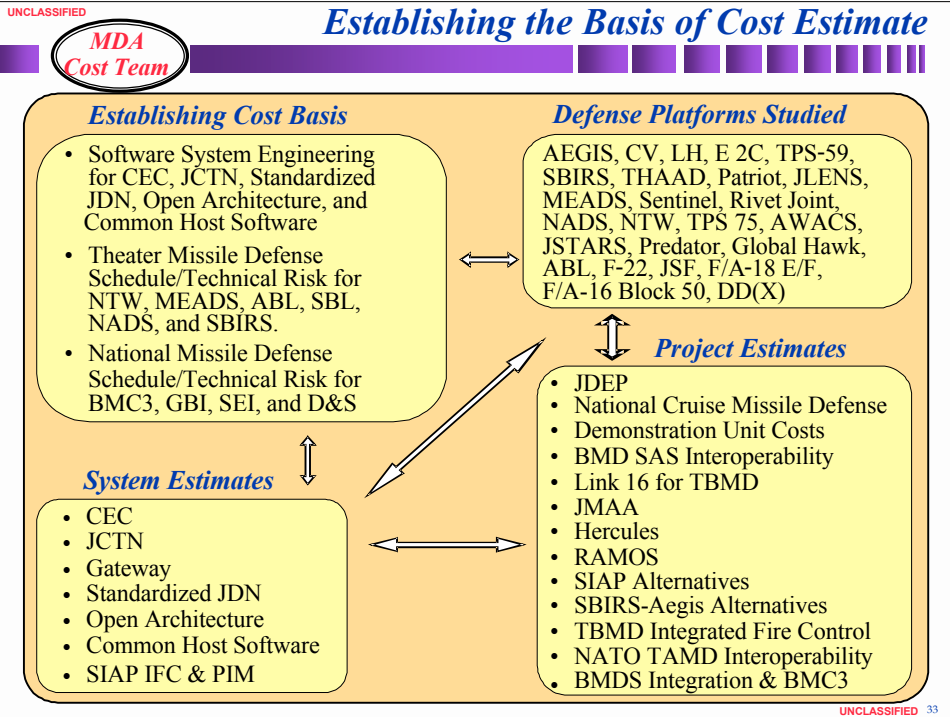 UNCLASSIFIED
Establishing the Basis of Cost Estimate
MDA
Cost Team
Establishing Cost Basis
• Software System Engineering
for CEC, JCTN, Standardized
JDN, Open Architecture, and
Common Host Software
• Theater Missile Defense
Schedule/Technical Risk for
NTW, MEADS, ABL, SBL,
NADS, and SBIRS.
• National Missile Defense
Schedule/Technical Risk for
BMC3, GBI, SEI, and D&S
Defense Platforms Studied
AEGIS, CV, LH, E 2C, TPS-59,
SBIRS, THAAD, Patriot, JLENS,
MEADS, Sentinel, Rivet Joint,
NADS, NTW, TPS 75, AWACS,
JSTARS, Predator, Global Hawk,
ABL, F-22, JSF, F/A-18 E/F,
F/A-16 Block 50, DD(X)
System Estimates
• CEC
• JCTN
• Gateway
• Standardized JDN
• Open Architecture
• Common Host Software
• SIAP IFC & PIM
Project Estimates
• JDEP
• National Cruise Missile Defense
• Demonstration Unit Costs
• BMD SAS Interoperability
• Link 16 for TBMD
• JMAA
• Hercules
• RAMOS
• SIAP Alternatives
• SBIRS-Aegis Alternatives
• TBMD Integrated Fire Control
• NATO TAMD Interoperability
• BMDS Integration & BMC3
UNCLASSIFIED 33